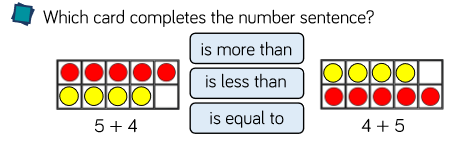 Which card completes the number sentence?
is more than
is less than
is equal to
5 + 4
4 + 5